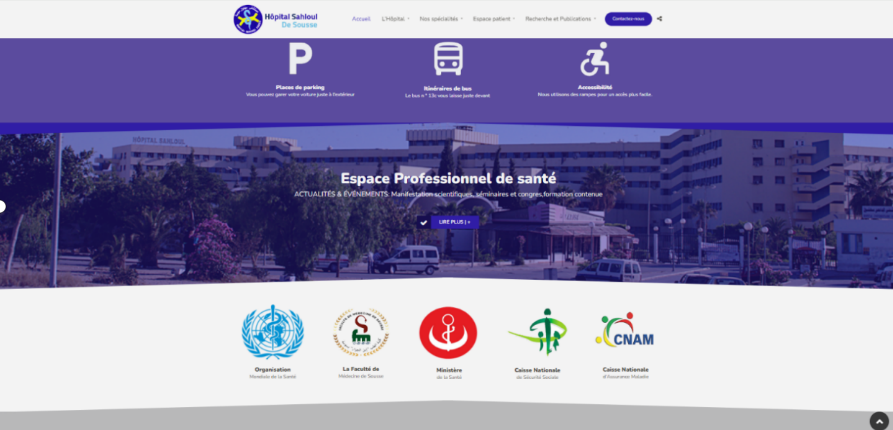 Hôpital Sahloul
De Sousse
Accueil
L'Hôpital
Nos spécialités
Espace patient
Recherche et Publications
Contactez-nous
P
Places de parking
Vous pouvez garer votre voiture juste à l'extérieur
Itinéraires de bus
Le bus n° 13c vous laisse juste devant
Accessibilité
Nous utilisons des rampes pour un accès plus facile.
HÔPITAL SAHLOUL
Espace Professionnel de santé
ACTUALITÉS & ÉVÉNEMENTS: Manifestation scientifiques, séminaires et congres,formation contenue
LIRE PLUS | +
CNAM
Organisation
Mondiale de la Santé
La Faculté de
Médecine de Sousse
Ministère
de la Santé
Caisse Nationale
de Sécurité Sociale
Caisse Nationale
d'Assurance Maladie